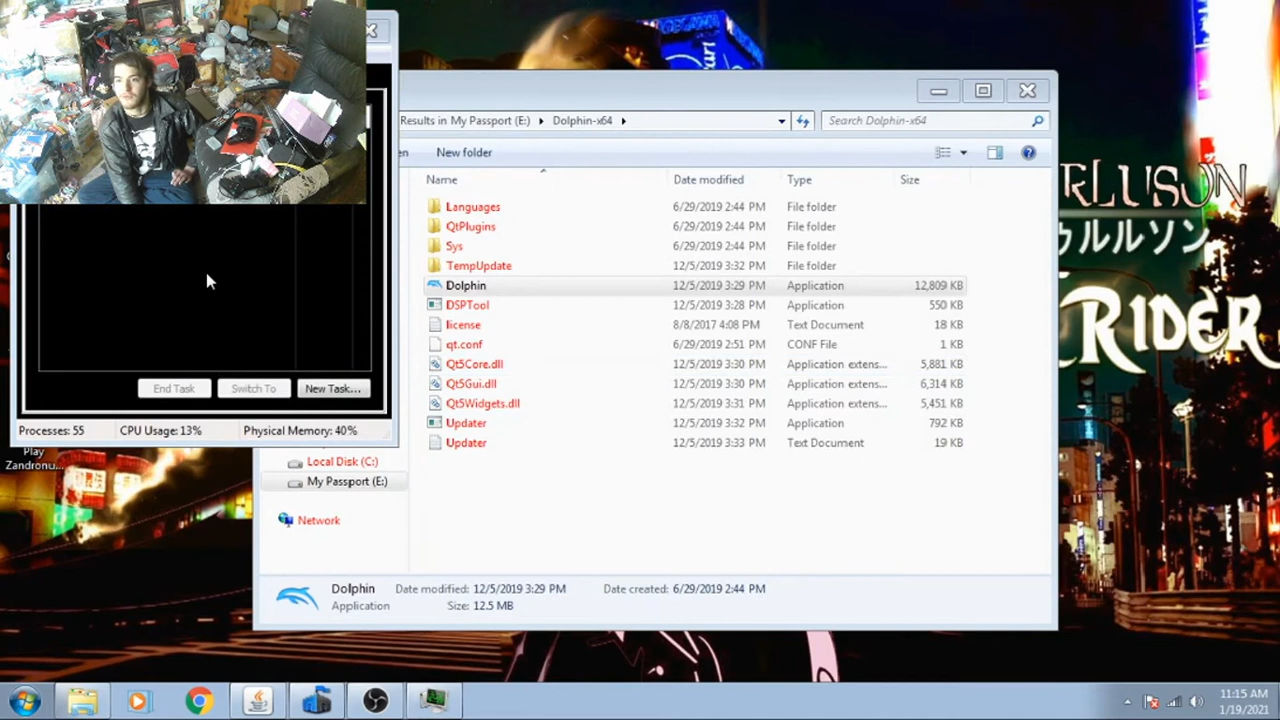 Results in My Passport (E:) Dolphin-x64
Search Dolphin-x64
New folder
Name Date modified Type Size
Languages 6/29/2019 2:44 PM File folder
QtPlugins 6/29/2019 2:44 PM File folder
Sys 6/29/2019 2:44 PM File folder
TempUpdate 12/5/2019 3:32 PM File folder
Dolphin 12/5/2019 3:29 PM Application 12,809 KB
DSPTool 12/5/2019 3:28 PM Application 550 KB
license 8/8/2017 4:08 PM Text Document 18 KB
qt.conf 6/29/2019 2:51 PM CONF File 1 KB
Qt5Core.dll 12/5/2019 3:30 PM Application extens... 5,881 KB
Qt5Gui.dll 12/5/2019 3:30 PM Application extens... 6,314 KB
Qt5Widgets.dll 12/5/2019 3:31 PM Application extens... 5,451 KB
Updater 12/5/2019 3:32 PM Application 792 KB
Updater 12/5/2019 3:33 PM Text Document 19 KB
End Task Switch To New Task...
Processes: 55 CPU Usage: 13% Physical Memory: 40%
Play
Zandronu...
Local Disk (C:)
My Passport (E:)
Network
Dolphin Date modified: 12/5/2019 3:29 PM Date created: 6/29/2019 2:44 PM
Application Size: 12.5 MB
ルルソン
RIDER
11:15 AM
1/19/2021